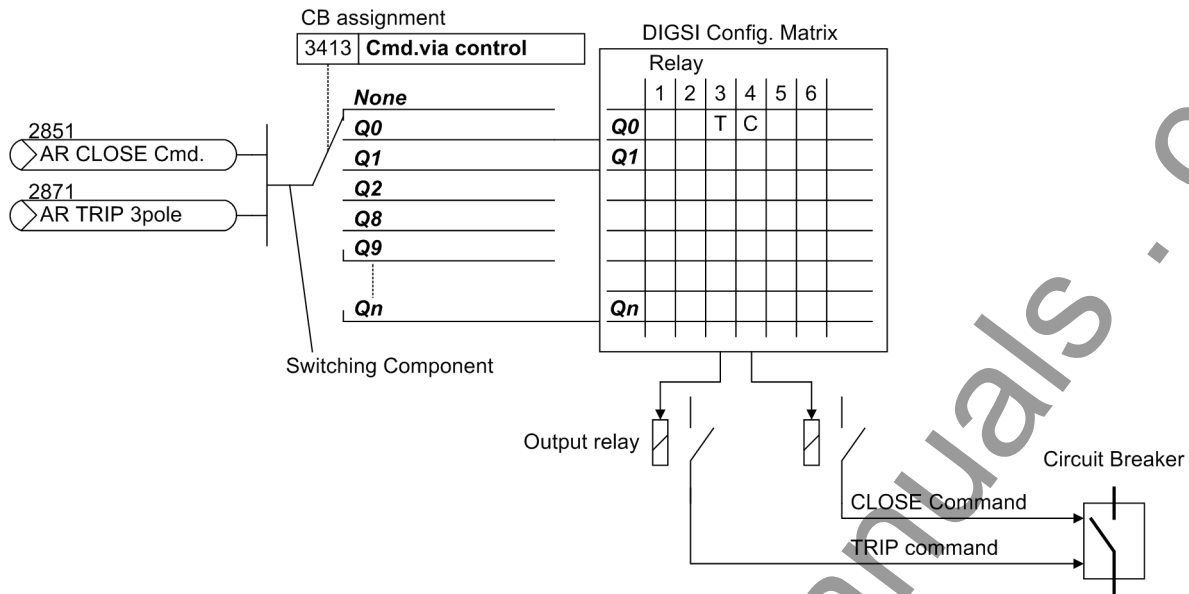 CB assignment
3413 Cmd.via control
DIGSI Config. Matrix
Relay
1 2 3 4 5 6
None
Q0
Q1
Q2
Q8
Q9
Qn
Q0 T C
Q1
Qn
2851
AR CLOSE Cmd.
2871
AR TRIP 3pole
Switching Component
Output relay
Circuit Breaker
CLOSE Command
TRIP command
nuals . c